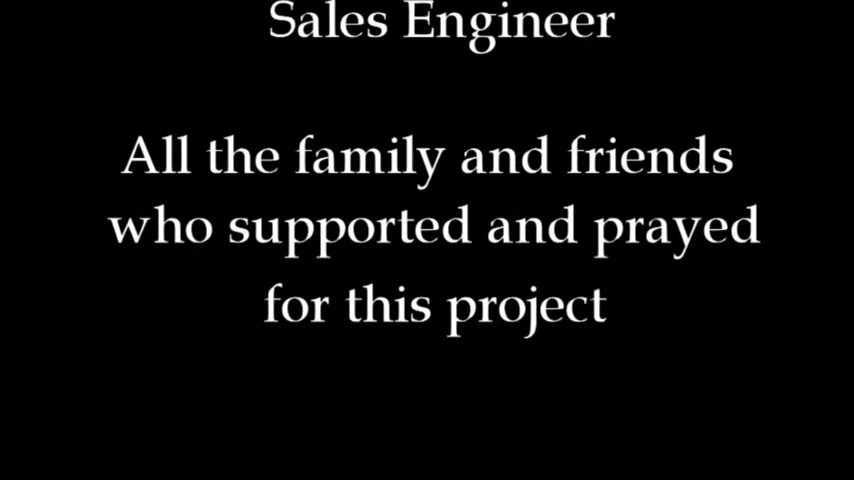 Sales Engineer
All the family and friends
who supported and prayed
for this project